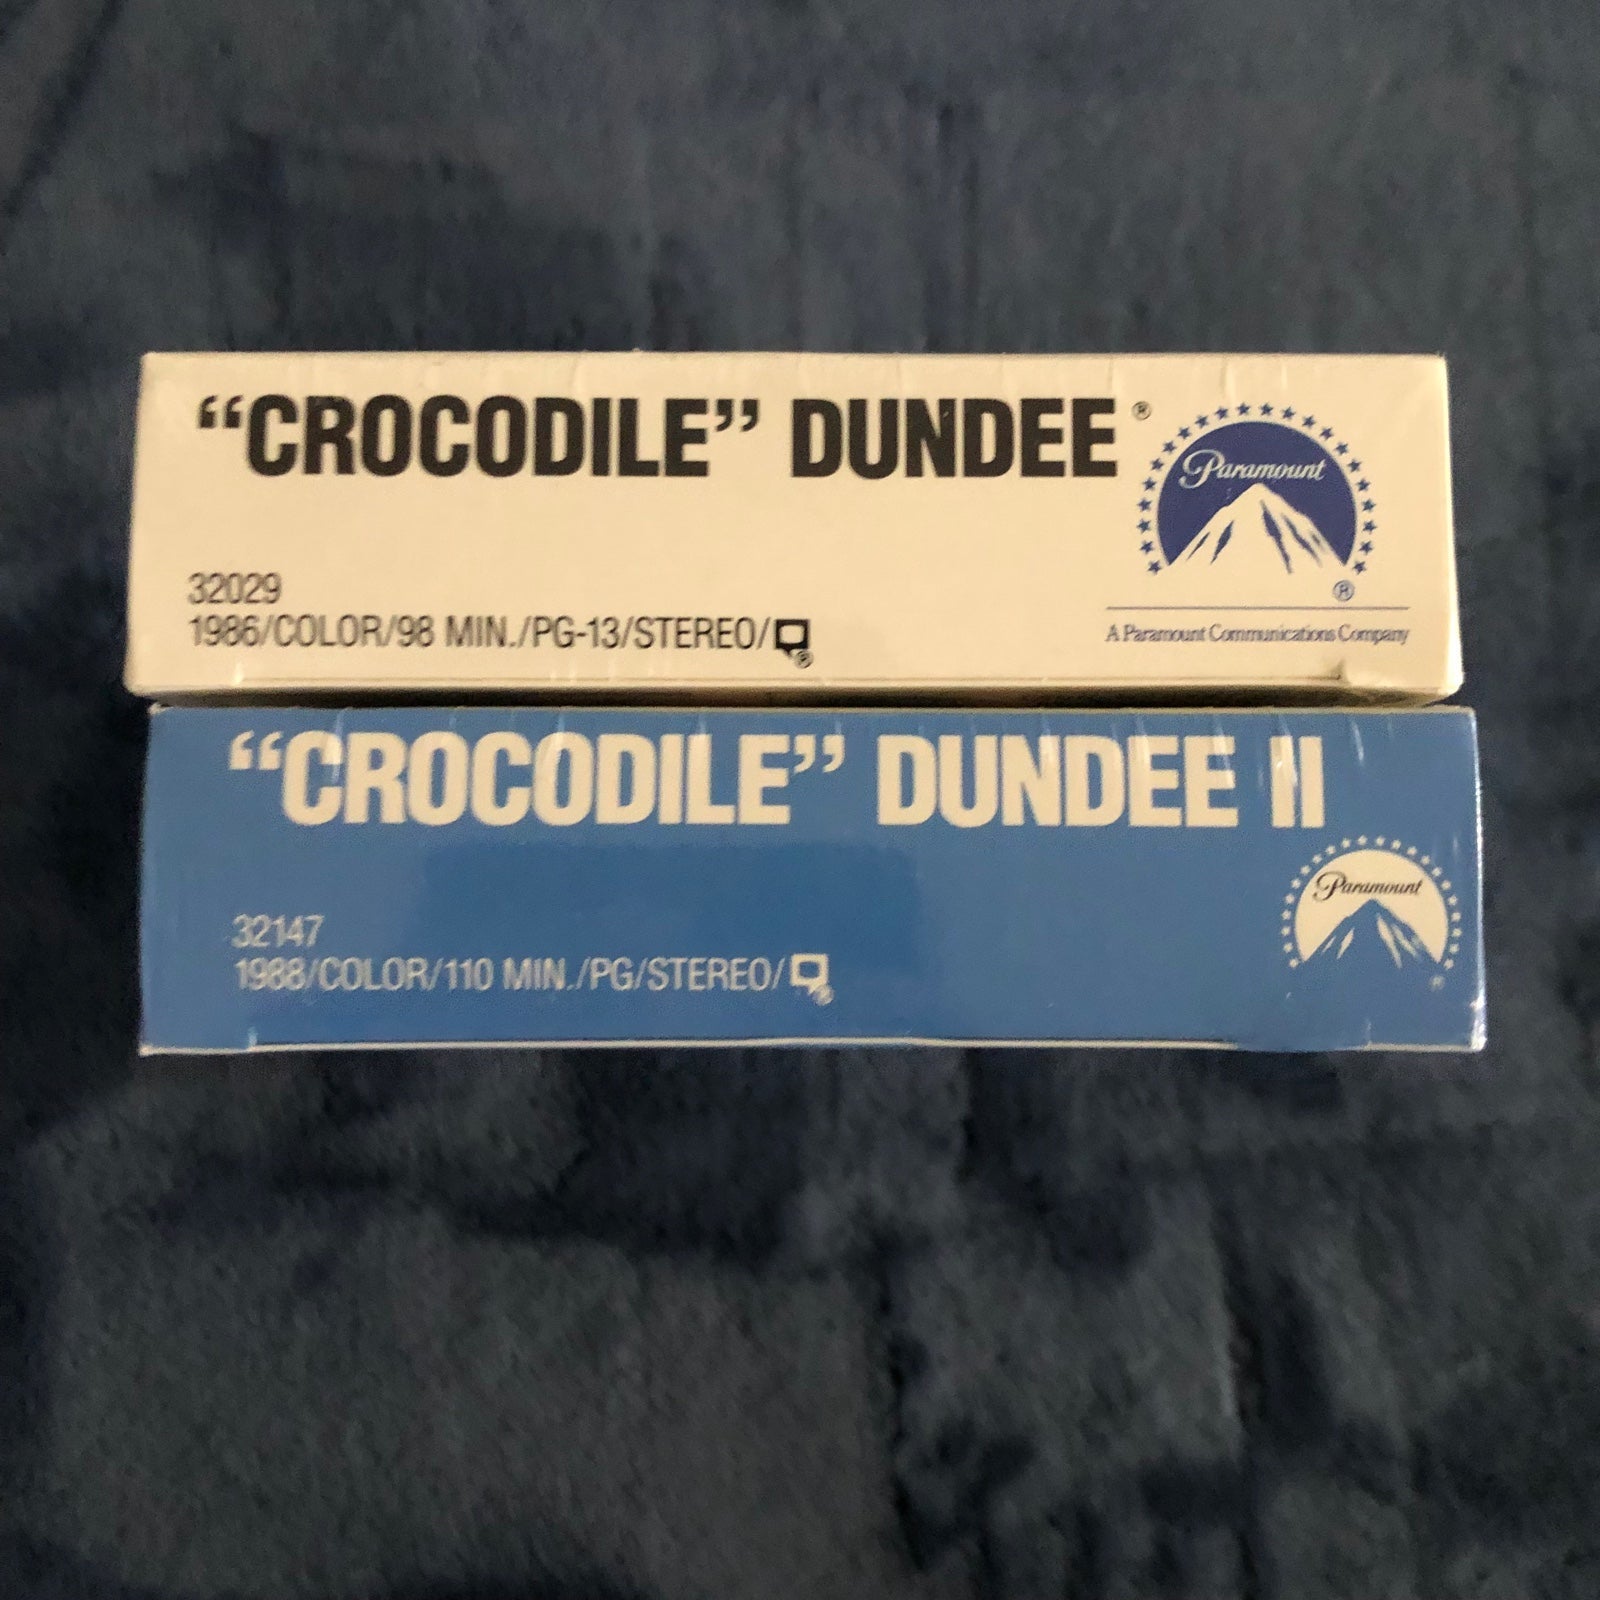 “CROCODILE” DUNDEE®
Paramount
®
32029
1986/COLOR/98 MIN./PG-13/STEREO/
®
A Paramount Communications Company
“CROCODILE” DUNDEE II
Paramount
®
32147
1988/COLOR/110 MIN./PG/STEREO/
®